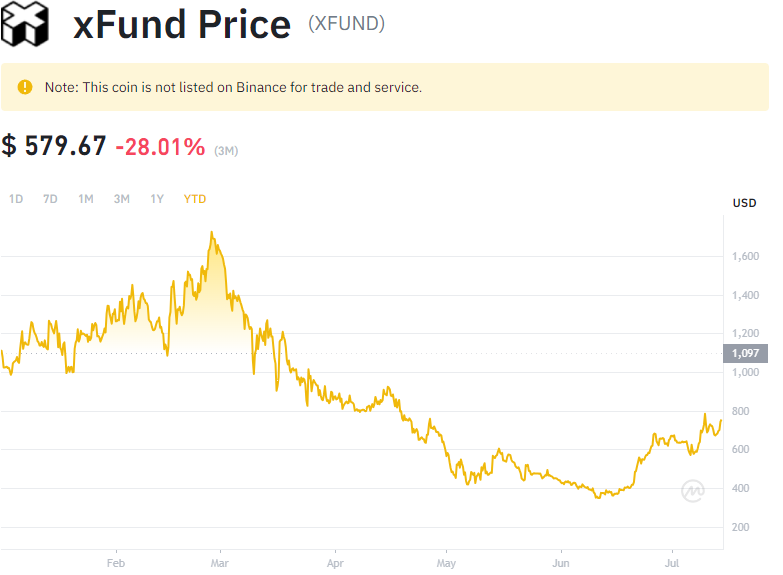 xFund Price (XFUND)
Note: This coin is not listed on Binance for trade and service.
$ 579.67 -28.01% (3M)
1D 7D 1M 3M 1Y YTD
USD
1,600
1,400
1,200
1,097
1,000
800
600
400
200
Feb Mar Apr May Jun Jul